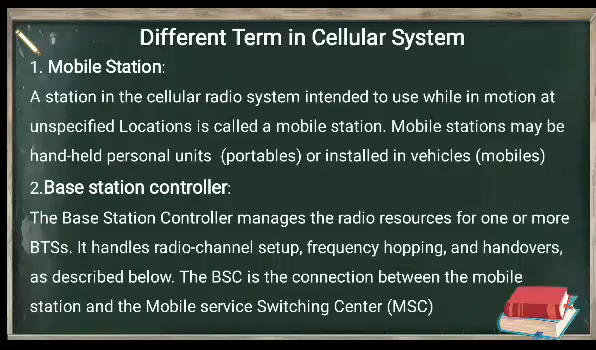 Different Term in Cellular System
1. Mobile Station:
A station in the cellular radio system intended to use while in motion at
unspecified Locations is called a mobile station. Mobile stations may be
hand-held personal units (portables) or installed in vehicles (mobiles)
2.Base station controller:
The Base Station Controller manages the radio resources for one or more
BTSs. It handles radio-channel setup, frequency hopping, and handovers,
as described below. The BSC is the connection between the mobile
station and the Mobile service Switching Center (MSC)